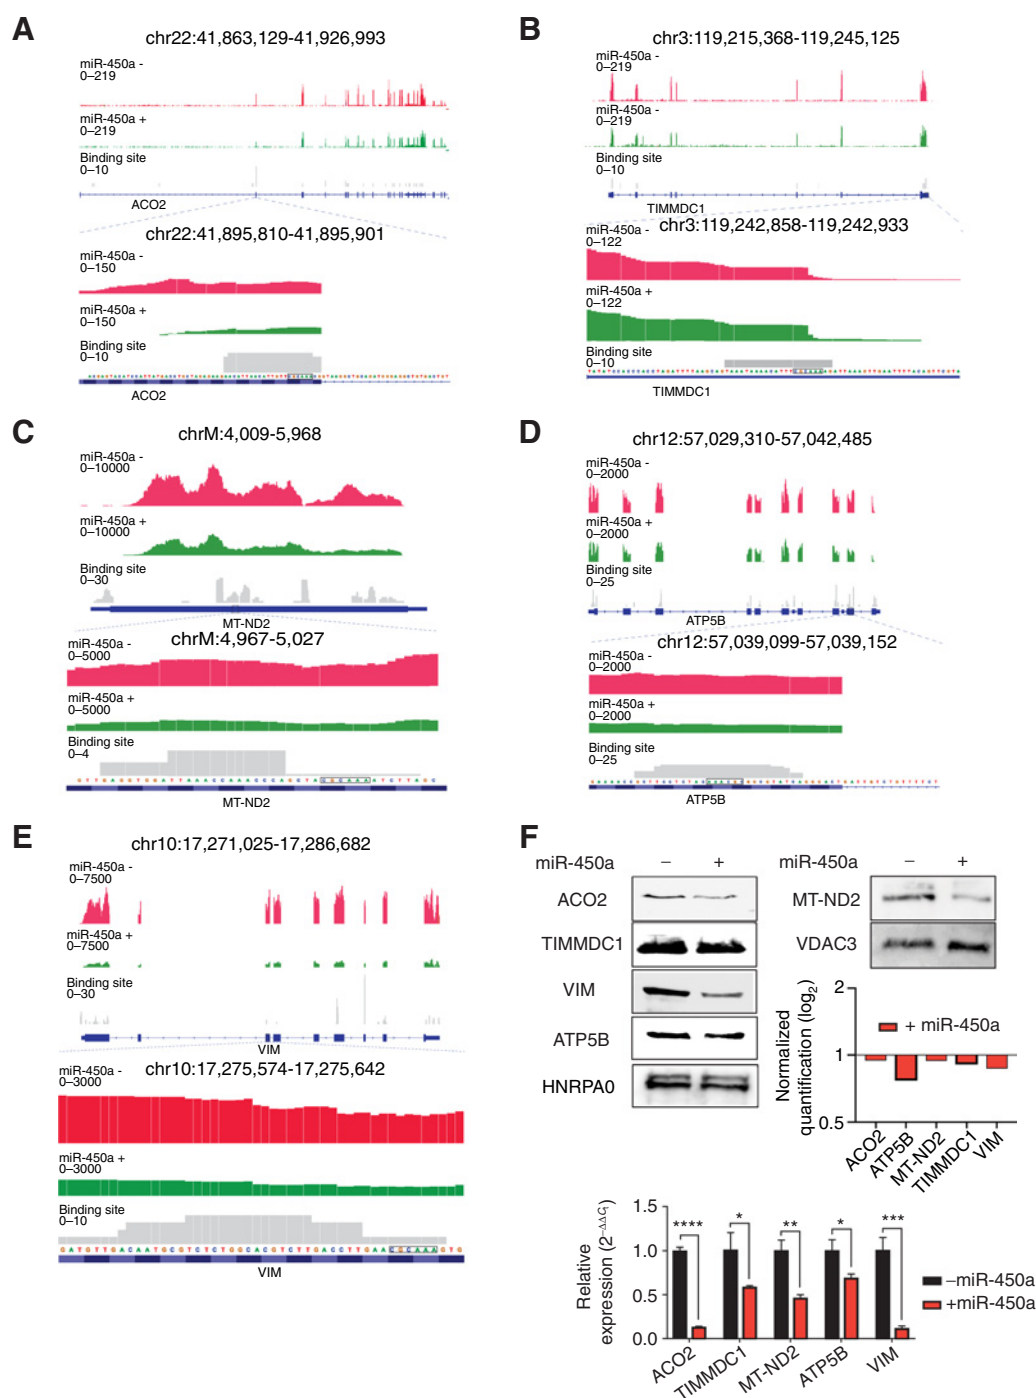 A
chr22:41,863,129-41,926,993
miR-450a -
0–219
miR-450a +
0–219
Binding site
0–10
ACO2
chr22:41,895,810-41,895,901
miR-450a -
0–150
miR-450a +
0–150
Binding site
0–10
ACO2
B
chr3:119,215,368-119,245,125
miR-450a -
0–219
miR-450a +
0–219
Binding site
0–10
TIMMDC1
chr3:119,242,858-119,242,933
miR-450a -
0–122
miR-450a +
0–122
Binding site
0–10
TIMMDC1
C
chrM:4,009-5,968
miR-450a -
0–10000
miR-450a +
0–10000
Binding site
0–30
MT-ND2
chrM:4,967-5,027
miR-450a -
0–5000
miR-450a +
0–5000
Binding site
0–4
MT-ND2
D
chr12:57,029,310-57,042,485
miR-450a -
0–2000
miR-450a +
0–2000
Binding site
0–25
ATP5B
chr12:57,039,099-57,039,152
miR-450a -
0–2000
miR-450a +
0–2000
Binding site
0–25
ATP5B
E
chr10:17,271,025-17,286,682
miR-450a -
0–7500
miR-450a +
0–7500
Binding site
0–30
VIM
chr10:17,275,574-17,275,642
miR-450a -
0–3000
miR-450a +
0–3000
Binding site
0–10
GATGTTGACAATGCGTCTCTGGCACGTCTTGACCTTGAACGCAAAGTG
VIM
F
miR-450a – +
ACO2
TIMMDC1
VIM
ATP5B
HNRPA0
miR-450a – +
MT-ND2
VDAC3
Normalized quantification (log2)
2
1
0.5
+ miR-450a
ACO2
ATP5B
MT-ND2
TIMMDC1
VIM
Relative expression (2^-ΔΔCt)
1.5
1.0
0.5
0.0
**** * ** * ***
ACO2
TIMMDC1
MT-ND2
ATP5B
VIM
–miR-450a
+miR-450a